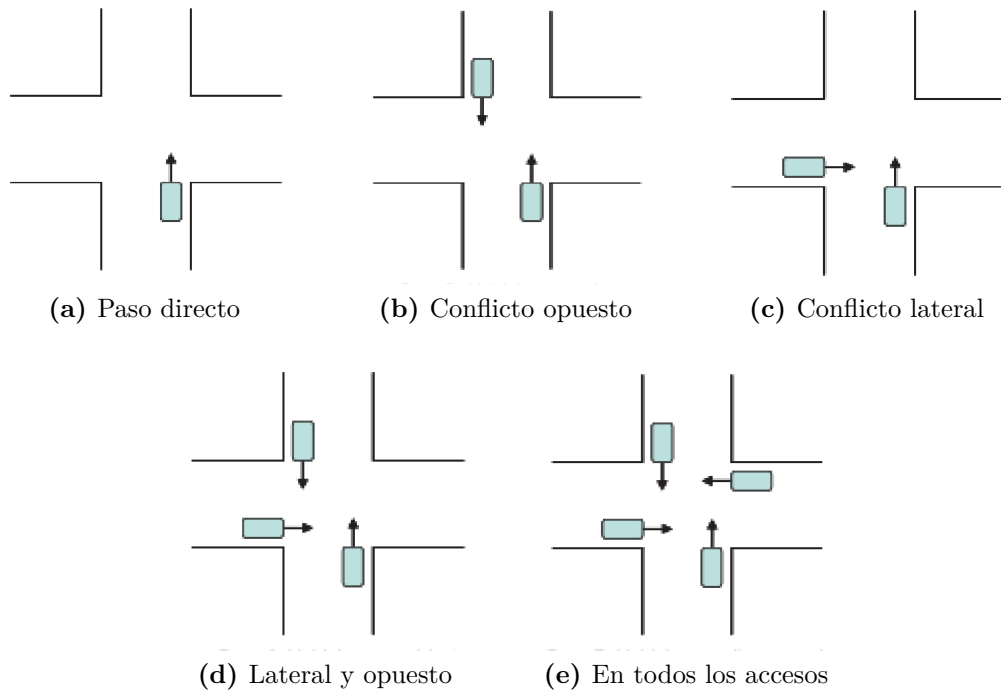 (a) Paso directo
(b) Conflicto opuesto
(c) Conflicto lateral
(d) Lateral y opuesto
(e) En todos los accesos